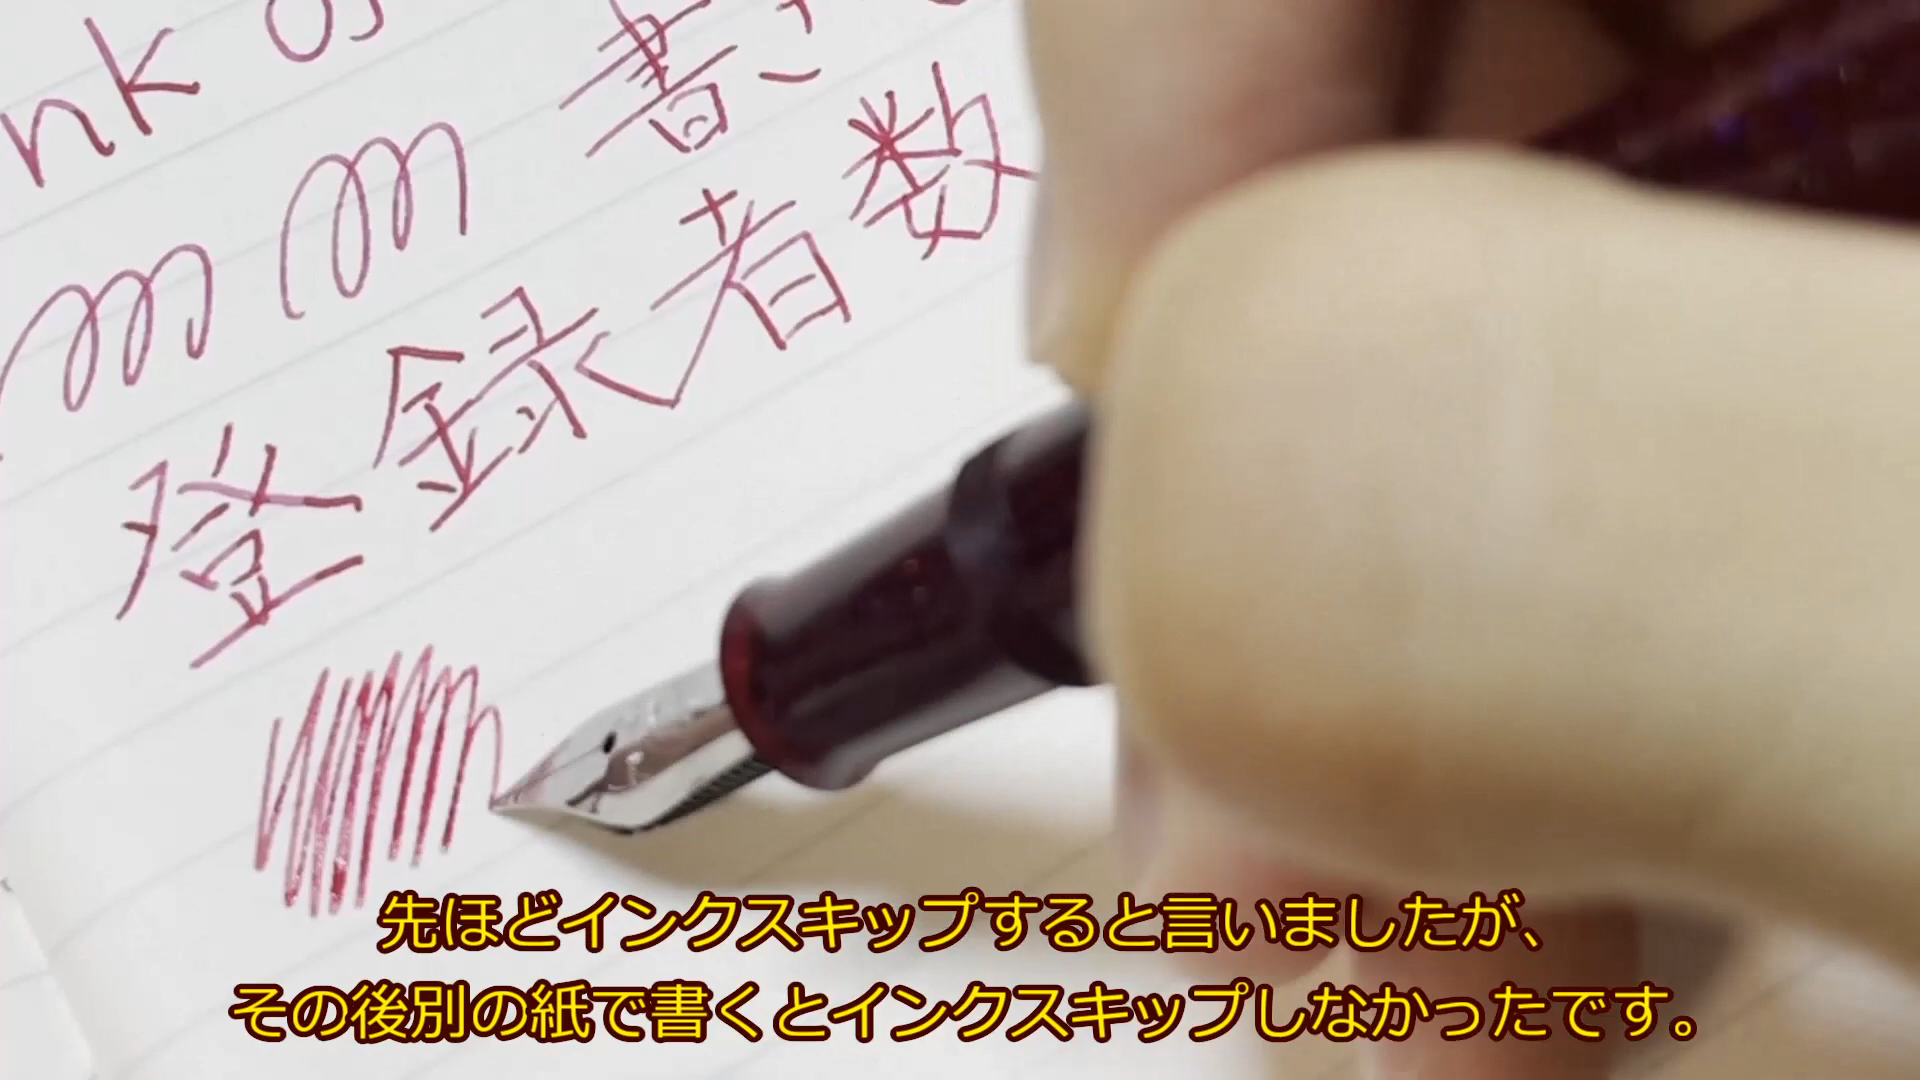 nk
書
mm
登録者数
先ほどインクスキップすると言いましたが、
その後別の紙で書くとインクスキップしなかったです。